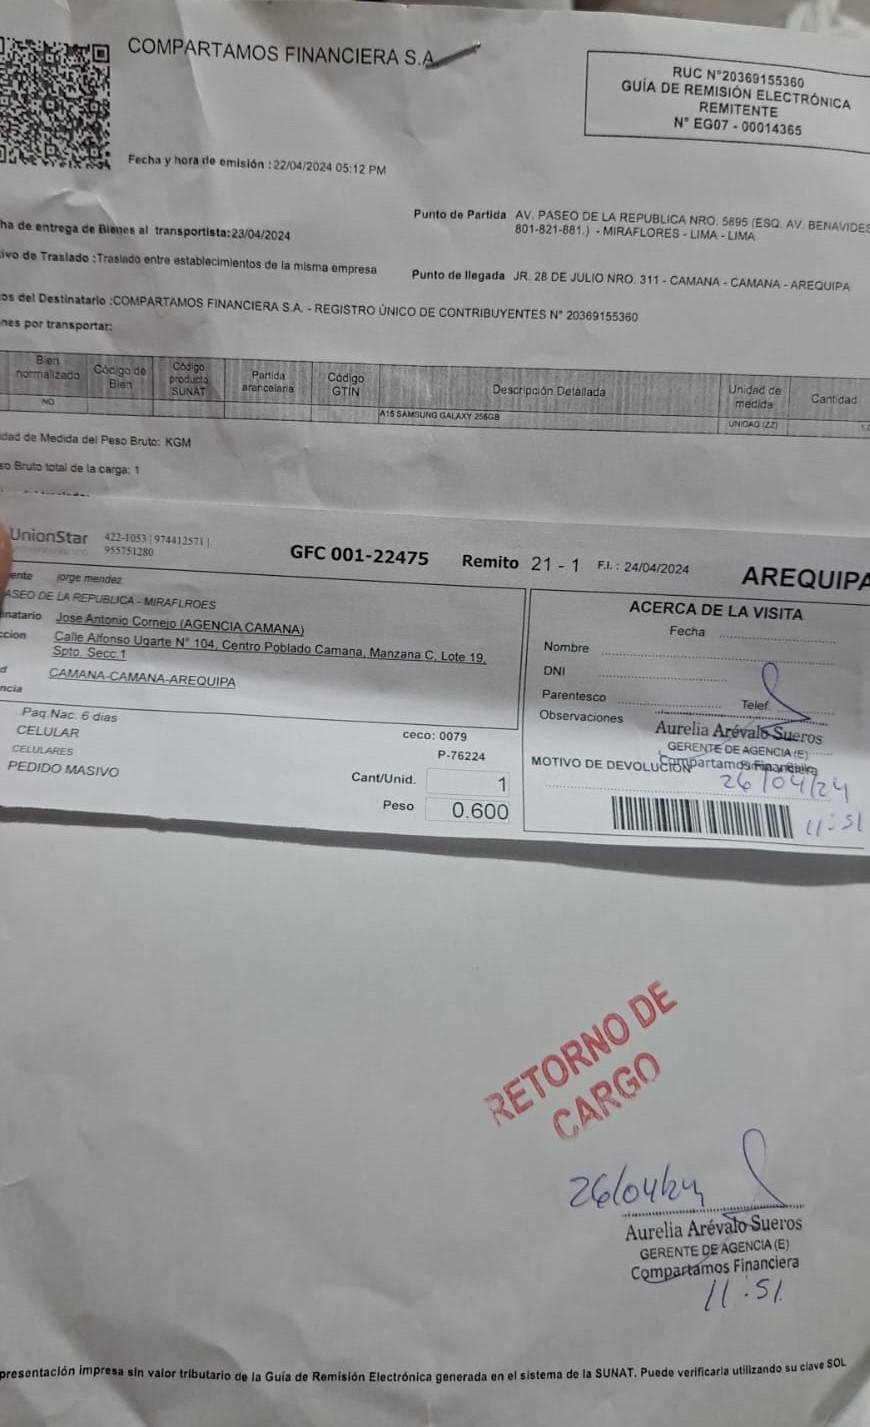 COMPARTAMOS FINANCIERA S.A.
RUC N°20369155360
GUÍA DE REMISIÓN ELECTRÓNICA
REMITENTE
N° EG07 - 00014365
Fecha y hora de emisión :22/04/2024 05:12 PM
ha de entrega de Bienes al transportista:23/04/2024
Punto de Partida AV. PASEO DE LA REPUBLICA NRO. 5895 (ESQ. AV. BENAVIDES
801-821-881.) - MIRAFLORES - LIMA - LIMA
ivo de Traslado :Traslado entre establecimientos de la misma empresa
Punto de llegada JR. 28 DE JULIO NRO. 311 - CAMANA - CAMANA - AREQUIPA
os del Destinatario :COMPARTAMOS FINANCIERA S.A. - REGISTRO ÚNICO DE CONTRIBUYENTES N° 20369155360
nes por transportar:
Bien normalizado Código de Bien Código producto SUNAT Partida arancelaria Código GTIN Descripción Detallada Unidad de medida Cantidad
NO A15 SAMSUNG GALAXY 256GB UNIDAD (ZZ)
idad de Medida del Peso Bruto: KGM
so Bruto total de la carga: 1
UnionStar 422-1053 | 974412571 |
955751280
GFC 001-22475 Remito 21 - 1 F.I. : 24/04/2024 AREQUIPA
ente jorge mendez
ASEO DE LA REPUBLICA - MIRAFLROES
inatario Jose Antonio Cornejo (AGENCIA CAMANA)
ccion Calle Alfonso Ugarte N° 104, Centro Poblado Camana, Manzana C, Lote 19,
Spto. Secc.1
d CAMANA-CAMANA-AREQUIPA
ncia
Paq.Nac. 6 dias
CELULAR
CELULARES
PEDIDO MASIVO
ceco: 0079
P-76224
Cant/Unid. 1
Peso 0.600
ACERCA DE LA VISITA
Fecha
Nombre
DNI
Parentesco Telef.
Observaciones
Aurelia Arévalo Sueros
GERENTE DE AGENCIA (E)
Compartamos Financiera
MOTIVO DE DEVOLUCIÓN
26/04/24
11:51
RETORNO DE
CARGO
26/04/24
Aurelia Arévalo Sueros
GERENTE DE AGENCIA (E)
Compartamos Financiera
11:51
presentación impresa sin valor tributario de la Guía de Remisión Electrónica generada en el sistema de la SUNAT. Puede verificarla utilizando su clave SOL